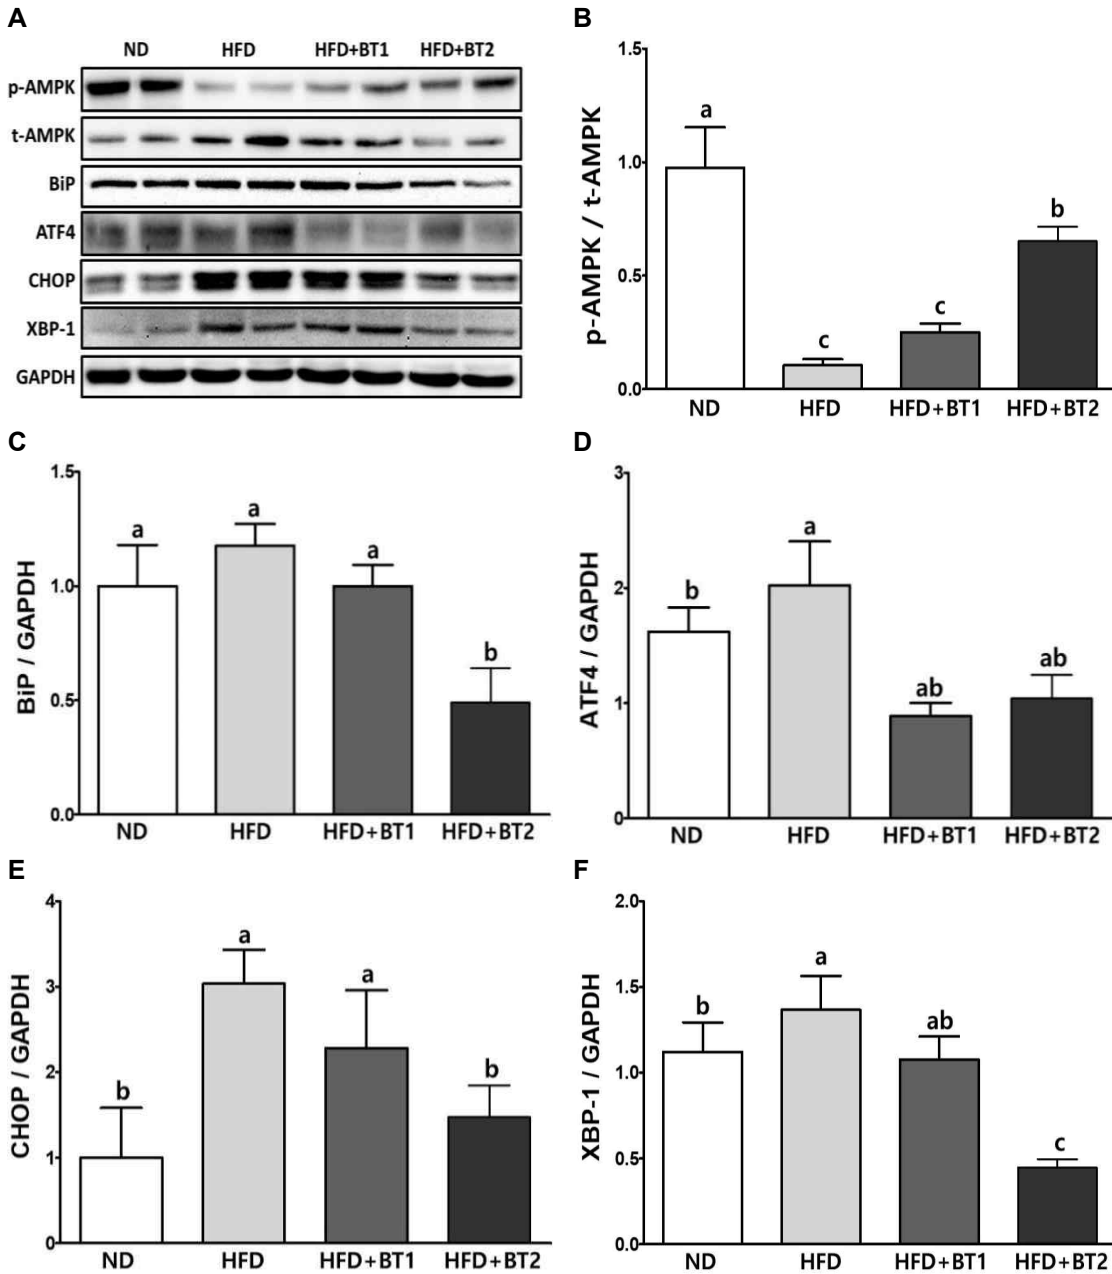 A
ND HFD HFD+BT1 HFD+BT2
p-AMPK
t-AMPK
BiP
ATF4
CHOP
XBP-1
GAPDH
B
p-AMPK / t-AMPK
1.5
1.0
0.5
0.0
a
c
c
b
ND HFD HFD+BT1 HFD+BT2
C
BiP / GAPDH
1.5
1.0
0.5
0.0
a
a
a
b
ND HFD HFD+BT1 HFD+BT2
D
ATF4 / GAPDH
3
2
1
0
b
a
ab
ab
ND HFD HFD+BT1 HFD+BT2
E
CHOP / GAPDH
4
3
2
1
0
b
a
a
b
ND HFD HFD+BT1 HFD+BT2
F
XBP-1 / GAPDH
2.0
1.5
1.0
0.5
0.0
b
a
ab
c
ND HFD HFD+BT1 HFD+BT2